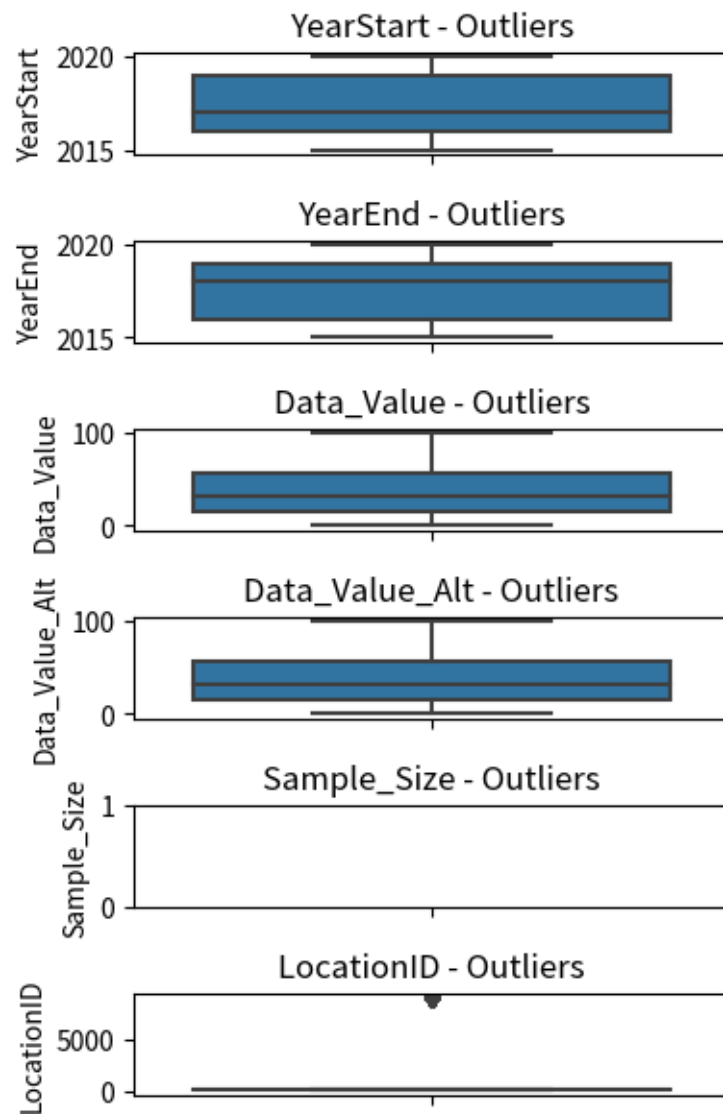 YearStart - Outliers
YearStart
2020
2015
YearEnd - Outliers
YearEnd
2020
2015
Data_Value - Outliers
Data_Value
100
0
Data_Value_Alt - Outliers
Data_Value_Alt
100
0
Sample_Size - Outliers
Sample_Size
1
0
LocationID - Outliers
LocationID
5000
0